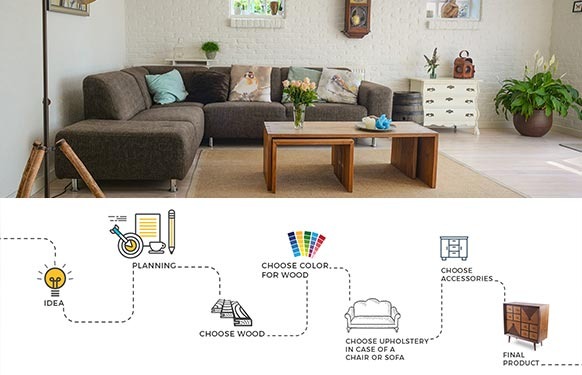 IDEA
PLANNING
CHOOSE WOOD
CHOOSE COLOR
FOR WOOD
CHOOSE UPHOLSTERY
IN CASE OF A
CHAIR OR SOFA
CHOOSE
ACCESSORIES
FINAL
PRODUCT